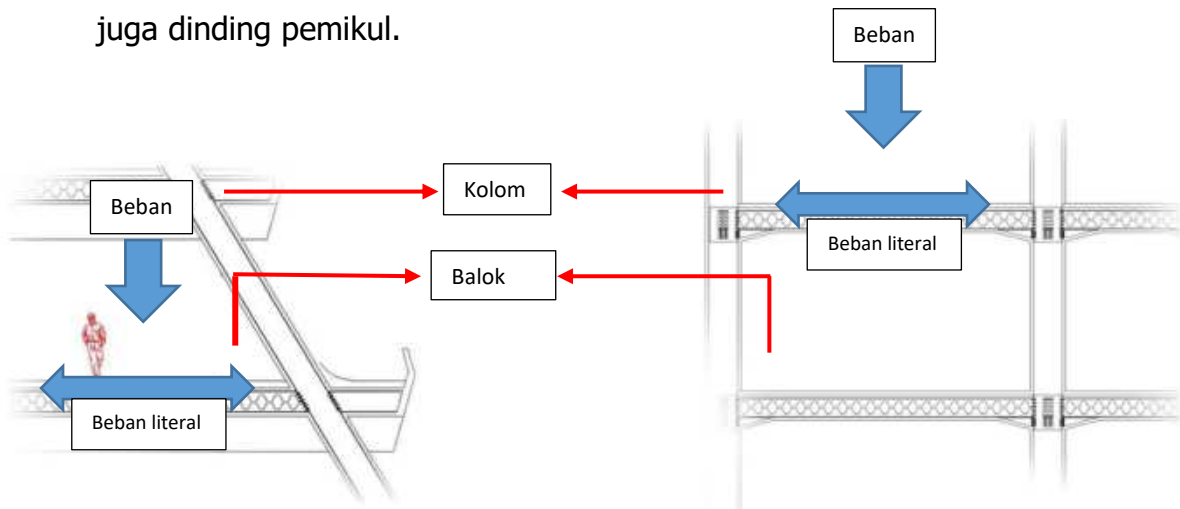 juga dinding pemikul.
Beban
Kolom
Beban
Beban literal
Balok
Beban literal